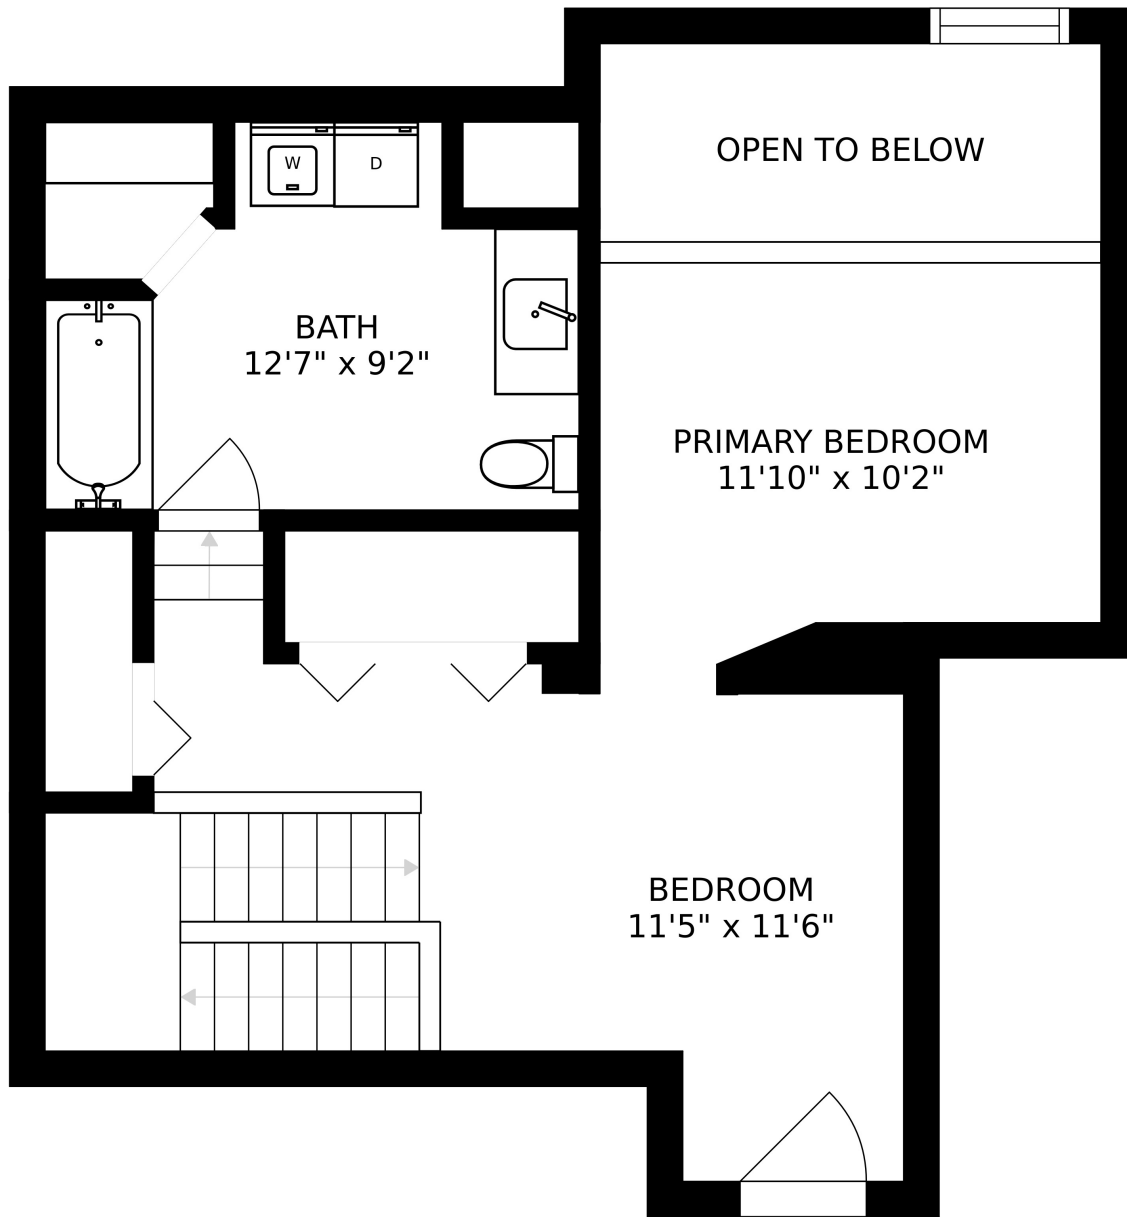 OPEN TO BELOW
W
D
BATH
12'7" x 9'2"
PRIMARY BEDROOM
11'10" x 10'2"
BEDROOM
11'5" x 11'6"